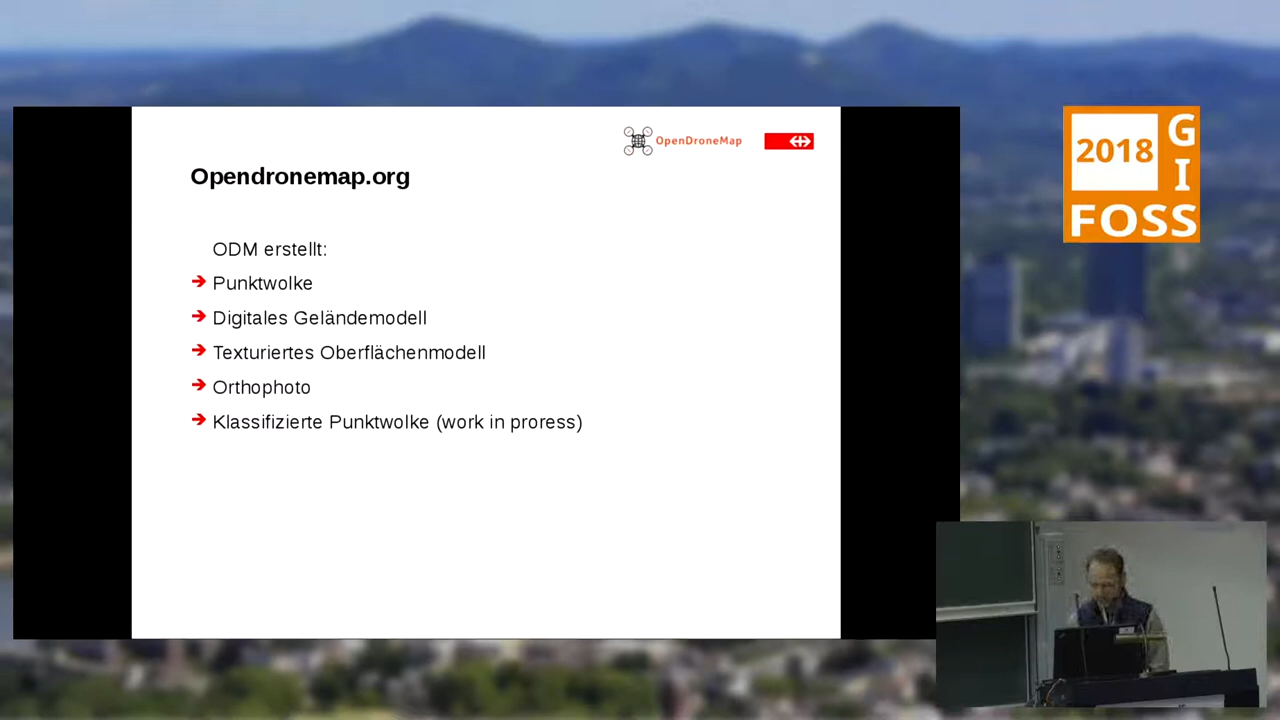 OpenDroneMap
Opendronemap.org
ODM erstellt:
Punktwolke
Digitales Geländemodell
Texturiertes Oberflächenmodell
Orthophoto
Klassifizierte Punktwolke (work in proress)
2018
G
I
FOSS